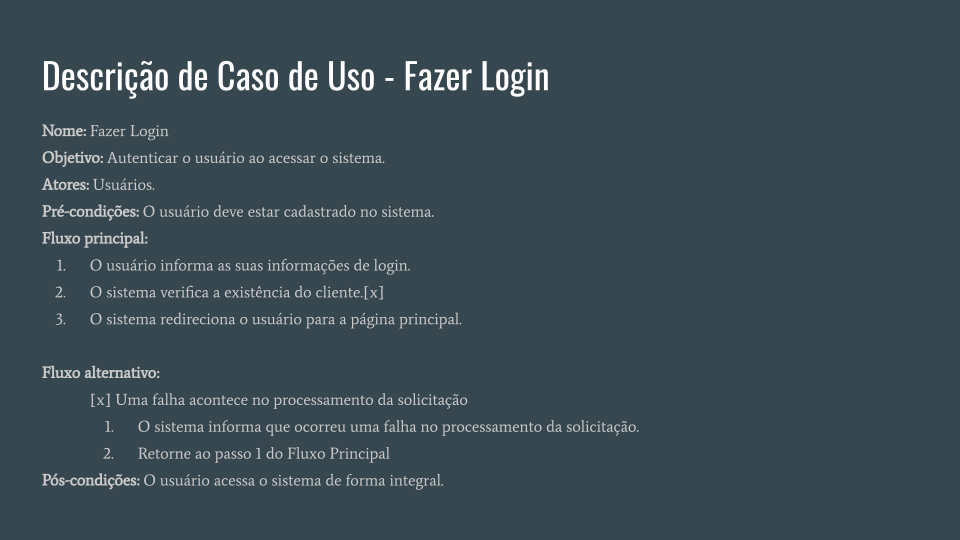 Descrição de Caso de Uso - Fazer Login
Nome: Fazer Login
Objetivo: Autenticar o usuário ao acessar o sistema.
Atores: Usuários.
Pré-condições: O usuário deve estar cadastrado no sistema.
Fluxo principal:
1. O usuário informa as suas informações de login.
2. O sistema verifica a existência do cliente.[x]
3. O sistema redireciona o usuário para a página principal.
Fluxo alternativo:
[x] Uma falha acontece no processamento da solicitação
1. O sistema informa que ocorreu uma falha no processamento da solicitação.
2. Retorne ao passo 1 do Fluxo Principal
Pós-condições: O usuário acessa o sistema de forma integral.